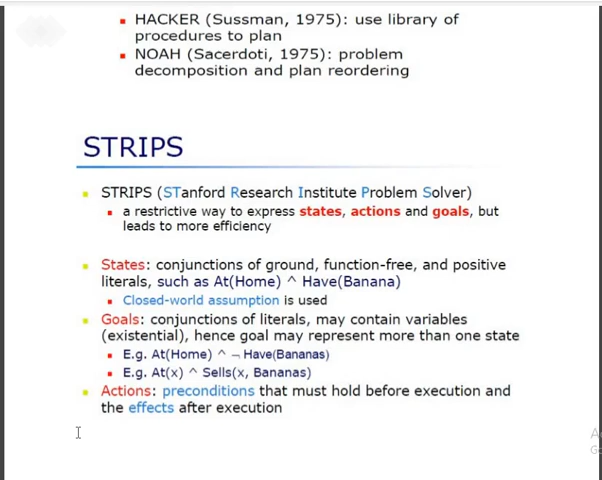 HACKER (Sussman, 1975): use library of
procedures to plan
NOAH (Sacerdoti, 1975): problem
decomposition and plan reordering
STRIPS
STRIPS (STanford Research Institute Problem Solver)
a restrictive way to express states, actions and goals, but
leads to more efficiency
States: conjunctions of ground, function-free, and positive
literals, such as At(Home) ^ Have(Banana)
Closed-world assumption is used
Goals: conjunctions of literals, may contain variables
(existential), hence goal may represent more than one state
E.g. At(Home) ^ ¬ Have(Bananas)
E.g. At(x) ^ Sells(x, Bananas)
Actions: preconditions that must hold before execution and
the effects after execution